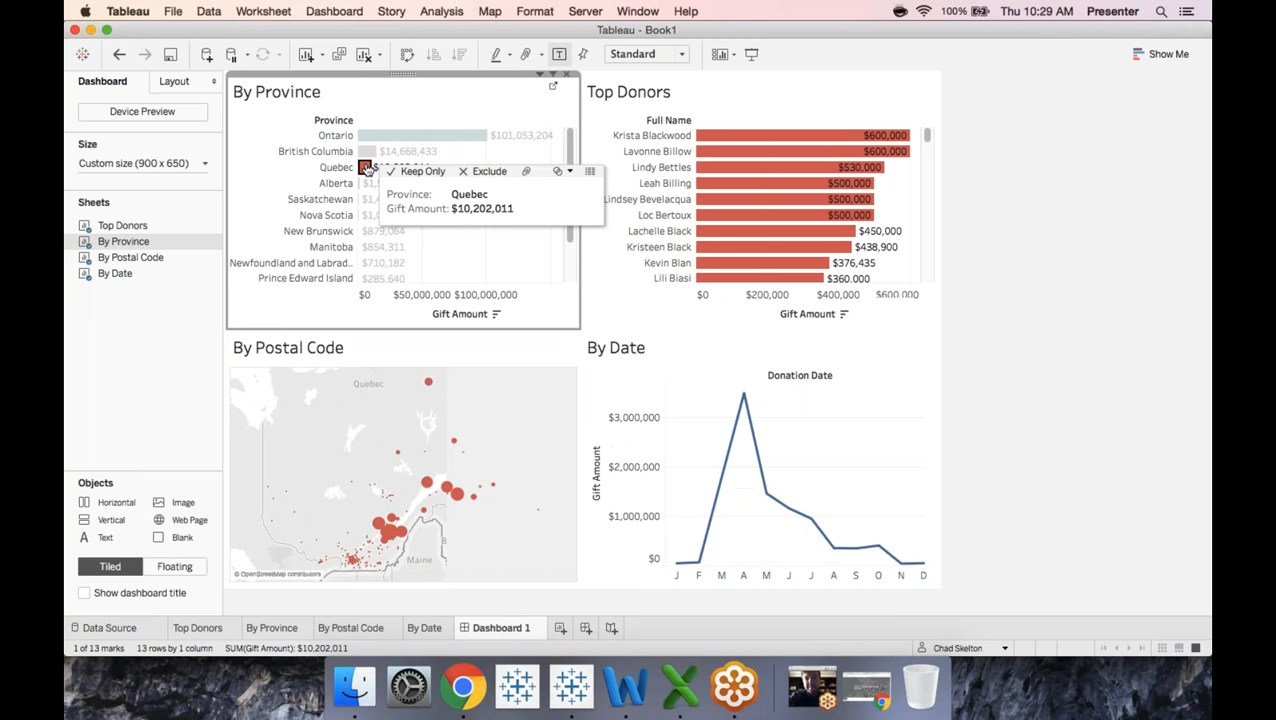 Tableau File Data Worksheet Dashboard Story Analysis Map Format Server Window Help 100% Thu 10:29 AM Presenter
Tableau - Book1
Standard Show Me
Dashboard Layout
Device Preview
Size
Custom size (900 x 650)
Sheets
Top Donors
By Province
By Postal Code
By Date
Objects
Horizontal Image
Vertical Web Page
Text Blank
Tiled Floating
Show dashboard title
By Province
Province
Ontario $101,053,204
British Columbia $14,668,433
Quebec
Alberta
Saskatchewan
Nova Scotia
New Brunswick $879,064
Manitoba $854,311
Newfoundland and Labrad.. $710,182
Prince Edward Island $285,640
$0 $50,000,000 $100,000,000
Gift Amount
Keep Only Exclude
Province: Quebec
Gift Amount: $10,202,011
Top Donors
Full Name
Krista Blackwood $600,000
Lavonne Billow $600,000
Lindy Bettles $530,000
Leah Billing $500,000
Lindsey Bevelacqua $500,000
Loc Bertoux $500,000
Lachelle Black $450,000
Kristeen Black $438,900
Kevin Blan $376,435
Lili Biasi $360,000
$0 $200,000 $400,000 $600,000
Gift Amount
By Postal Code
Quebec
Maine
© OpenStreetMap contributors
By Date
Donation Date
Gift Amount
$3,000,000
$2,000,000
$1,000,000
$0
J F M A M J J A S O N D
Data Source Top Donors By Province By Postal Code By Date Dashboard 1
1 of 13 marks 13 rows by 1 column SUM(Gift Amount): $10,202,011 Chad Skelton